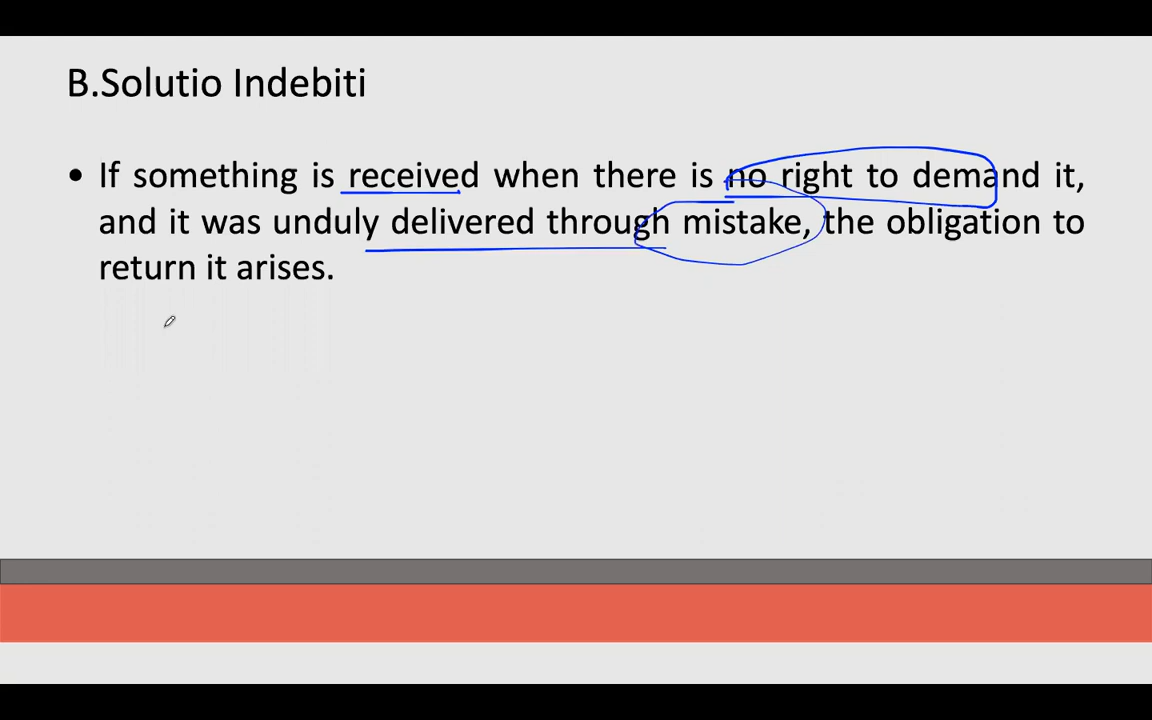 B.Solutio Indebiti
• If something is received when there is no right to demand it,
and it was unduly delivered through mistake, the obligation to
return it arises.